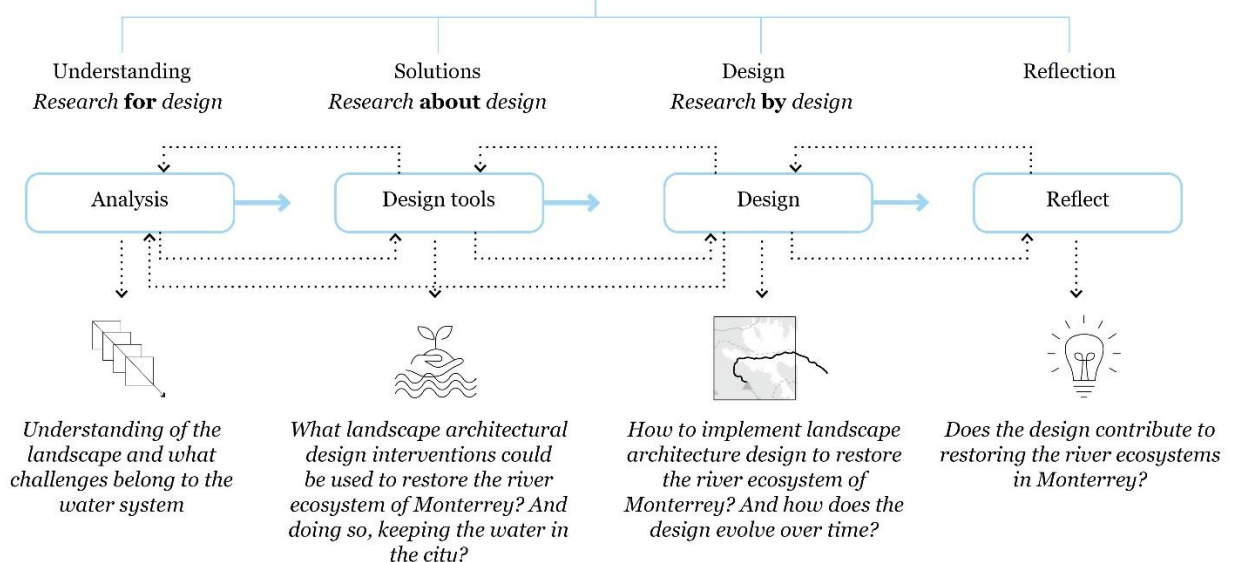 Understanding
Research for design
Solutions
Research about design
Design
Research by design
Reflection
Analysis
Design tools
Design
Reflect
Understanding of the
landscape and what
challenges belong to the
water system
What landscape architectural
design interventions could
be used to restore the river
ecosystem of Monterrey? And
doing so, keeping the water in
the city?
How to implement landscape
architecture design to restore
the river ecosystem of
Monterrey? And how does the
design evolve over time?
Does the design contribute to
restoring the river ecosystems
in Monterrey?